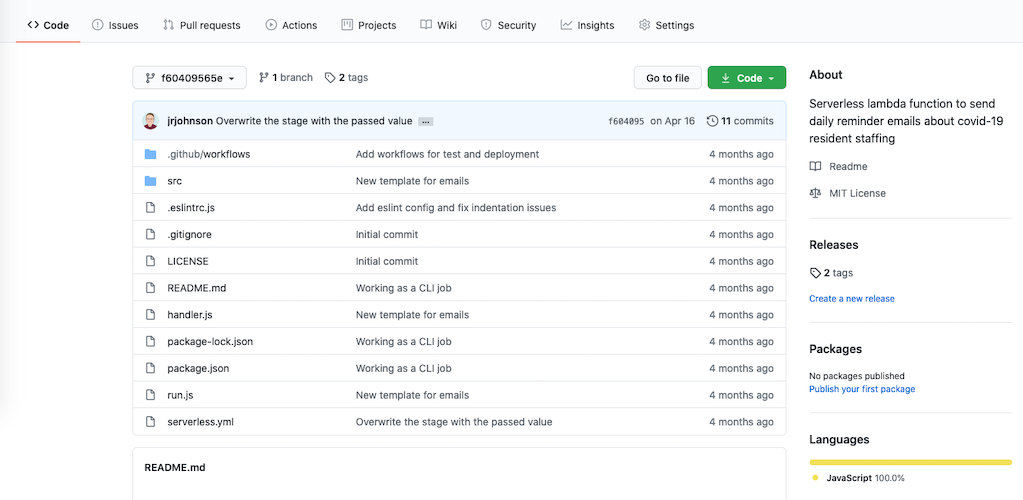 Code Issues Pull requests Actions Projects Wiki Security Insights Settings
f60409565e 1 branch 2 tags Go to file Code
jrjohnson Overwrite the stage with the passed value ... f604095 on Apr 16 11 commits
.github/workflows Add workflows for test and deployment 4 months ago
src New template for emails 4 months ago
.eslintrc.js Add eslint config and fix indentation issues 4 months ago
.gitignore Initial commit 4 months ago
LICENSE Initial commit 4 months ago
README.md Working as a CLI job 4 months ago
handler.js New template for emails 4 months ago
package-lock.json Working as a CLI job 4 months ago
package.json Working as a CLI job 4 months ago
run.js New template for emails 4 months ago
serverless.yml Overwrite the stage with the passed value 4 months ago
README.md
About
Serverless lambda function to send
daily reminder emails about covid-19
resident staffing
Readme
MIT License
Releases
2 tags
Create a new release
Packages
No packages published
Publish your first package
Languages
JavaScript 100.0%